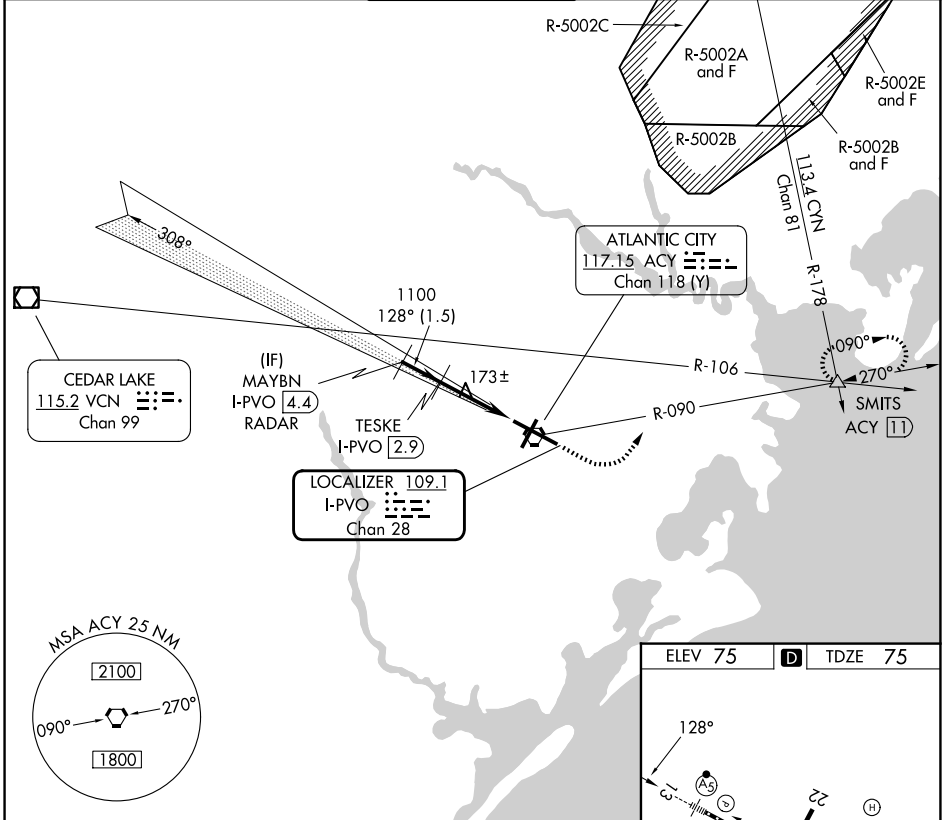 R-5002C
R-5002A
and F
R-5002E
and F
R-5002B
R-5002B
and F
113.4 CYN
Chan 81
R-178
308°
ATLANTIC CITY
117.15 ACY
Chan 118 (Y)
1100
128° (1.5)
CEDAR LAKE
115.2 VCN
Chan 99
(IF)
MAYBN
I-PVO 4.4
RADAR
173±
TESKE
I-PVO 2.9
R-106
R-090
090°
270°
SMITS
ACY 11
LOCALIZER 109.1
I-PVO
Chan 28
MSA ACY 25 NM
2100
090°
270°
1800
ELEV 75
D
TDZE 75
128°
A5
P
13
22
H